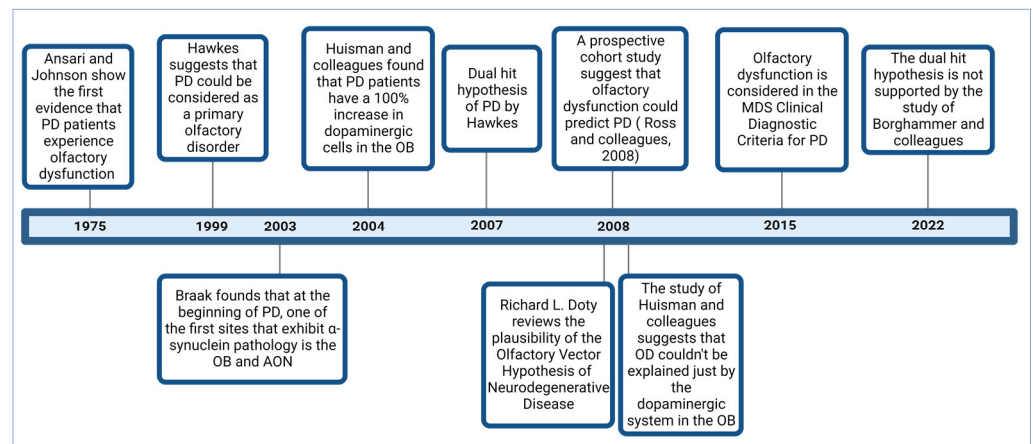 Ansari and
Johnson show
the first
evidence that
PD patients
experience
olfactory
dysfunction
Hawkes
suggests that
PD could be
considered as
a primary
olfactory
disorder
Huisman and
colleagues found
that PD patients
have a 100%
increase in
dopaminergic
cells in the OB
Dual hit
hypothesis
of PD by
Hawkes
A prospective
cohort study
suggest that
olfactory
dysfunction could
predict PD ( Ross
and colleagues,
2008)
Olfactory
dysfunction is
considered in the
MDS Clinical
Diagnostic
Criteria for PD
The dual hit
hypothesis is not
supported by the
study of
Borghammer and
colleagues
1975
1999
2003
2004
2007
2008
2015
2022
Braak founds that at the
beginning of PD, one of
the first sites that exhibit α-
synuclein pathology is the
OB and AON
Richard L. Doty
reviews the
plausibility of the
Olfactory Vector
Hypothesis of
Neurodegenerative
Disease
The study of
Huisman and
colleagues
suggests that
OD couldn't be
explained just by
the
dopaminergic
system in the OB